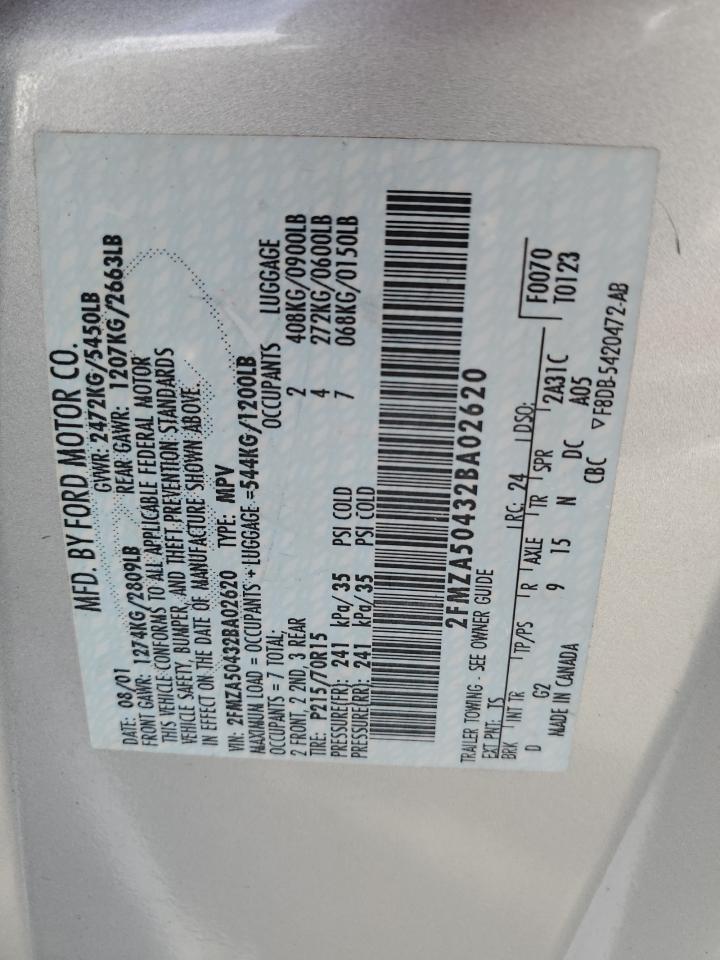 MFD. BY FORD MOTOR CO.
DATE: 08/01 GVWR: 2472KG/5450LB
FRONT GAWR: 1274KG/2809LB REAR GAWR: 1207KG/2663LB
THIS VEHICLE CONFORMS TO ALL APPLICABLE FEDERAL MOTOR
VEHICLE SAFETY, BUMPER, AND THEFT PREVENTION STANDARDS
IN EFFECT ON THE DATE OF MANUFACTURE SHOWN ABOVE.
VIN: 2FMZA50432BA02620 TYPE: MPV
MAXIMUM LOAD = OCCUPANTS + LUGGAGE =544KG/1200LB
OCCUPANTS = 7 TOTAL; OCCUPANTS LUGGAGE
2 FRONT, 2 2ND, 3 REAR 2 408KG/0900LB
TIRE: P215/70R15 4 272KG/0600LB
PRESSURE(FR): 241 kPa/ 35 PSI COLD 7 068KG/0150LB
PRESSURE(RR): 241 kPa/ 35 PSI COLD
2FMZA50432BA02620
TRAILER TOWING - SEE OWNER GUIDE
EXT PNT: TS RC: 24 DSO:
BRK INT TR TP/PS R AXLE TR SPR F0070
D G2 9 15 N DC 2A31C T0123
MADE IN CANADA CBC A05
▽F8DB-5420472-AB